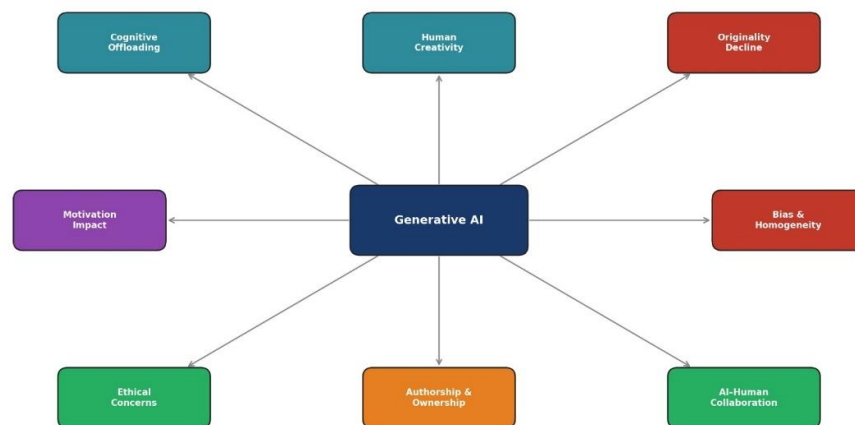 Cognitive
Offloading
Human
Creativity
Originality
Decline
Motivation
Impact
Generative AI
Bias &
Homogeneity
Ethical
Concerns
Authorship &
Ownership
AI–Human
Collaboration